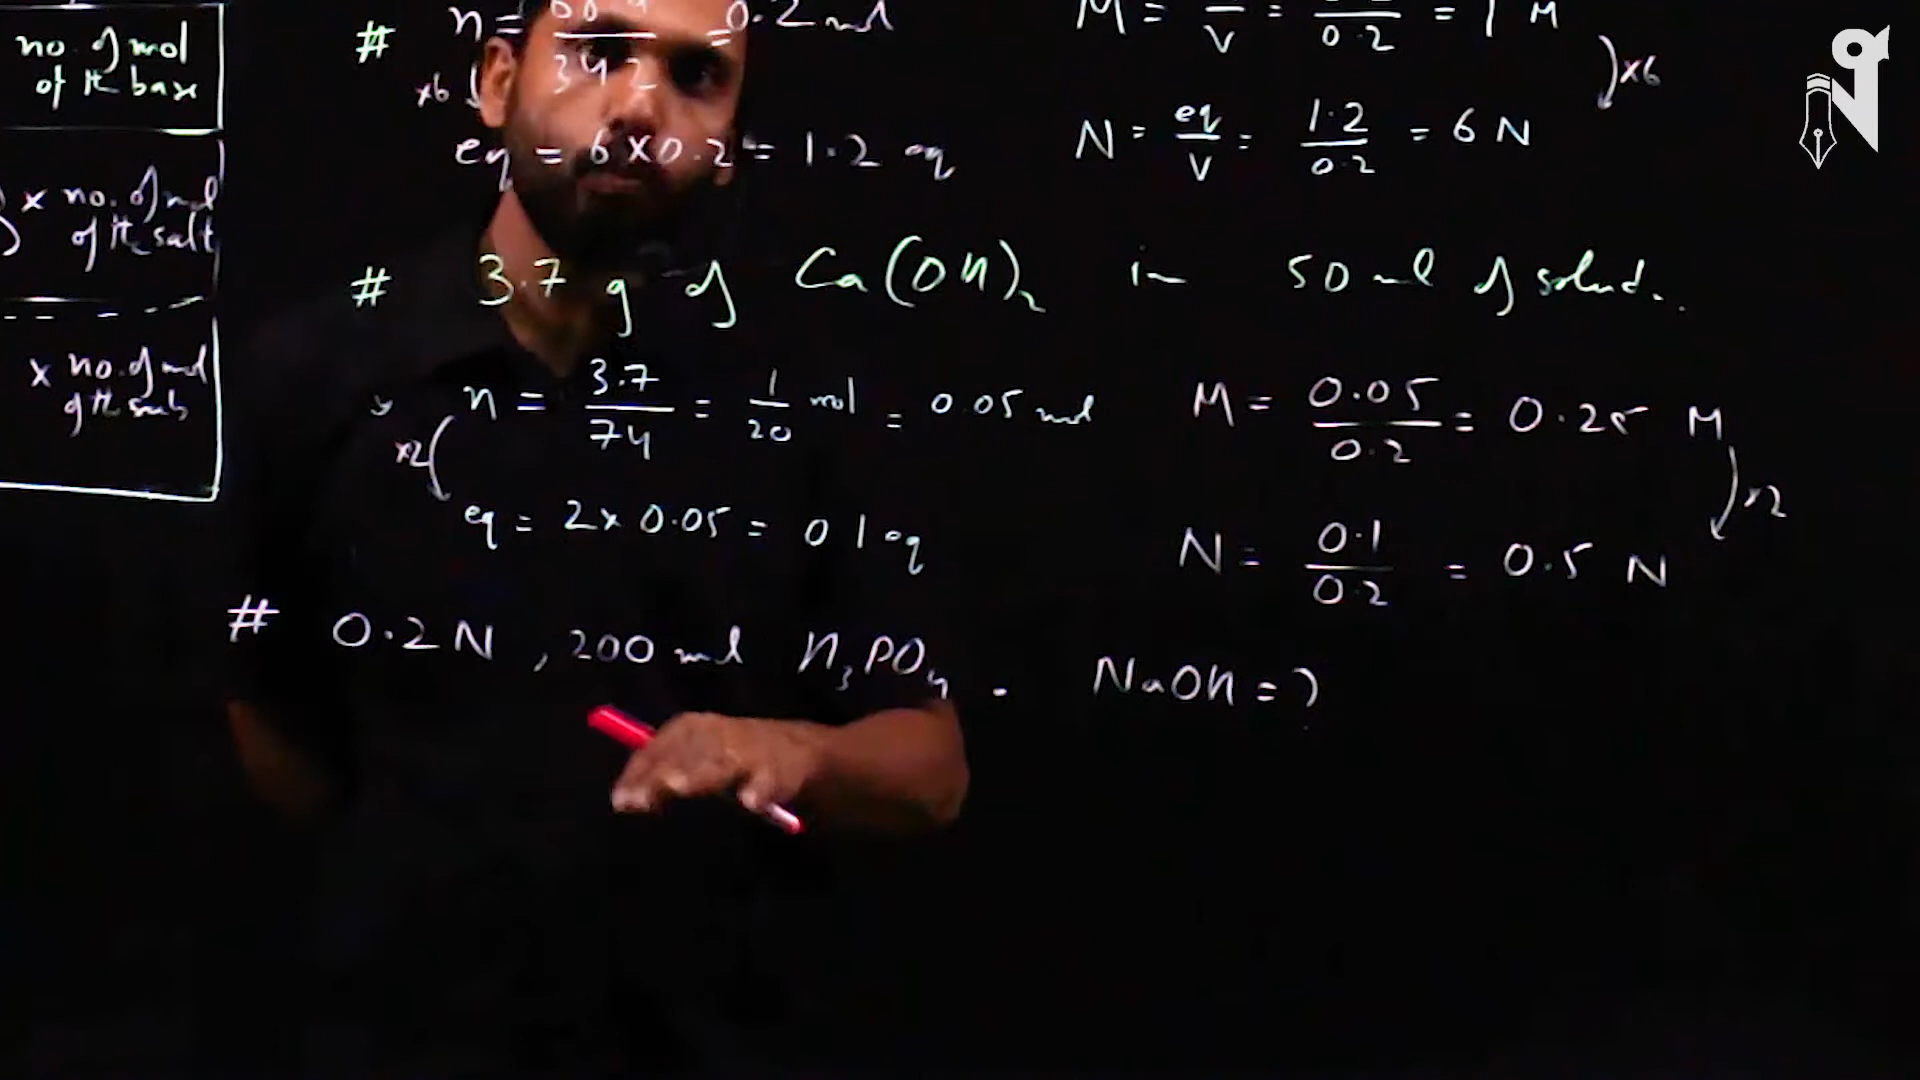 no. of mol
of the base
x no. of mol
of the salt
x no. of mol
of the sub
# n = 342 = 0.2 mol
x6
eq = 6 x 0.2 = 1.2 eq
M = V = 0.2 = 1 M
x6
N = eq/V = 1.2/0.2 = 6 N
# 3.7 g of Ca(OH)2 in 50 ml of solut.
n = 3.7/74 = 1/20 mol = 0.05 mol
x2
eq = 2 x 0.05 = 0.1 eq
M = 0.05/0.2 = 0.25 M
x2
N = 0.1/0.2 = 0.5 N
# 0.2 N , 200 ml H3PO4 . NaOH = ?